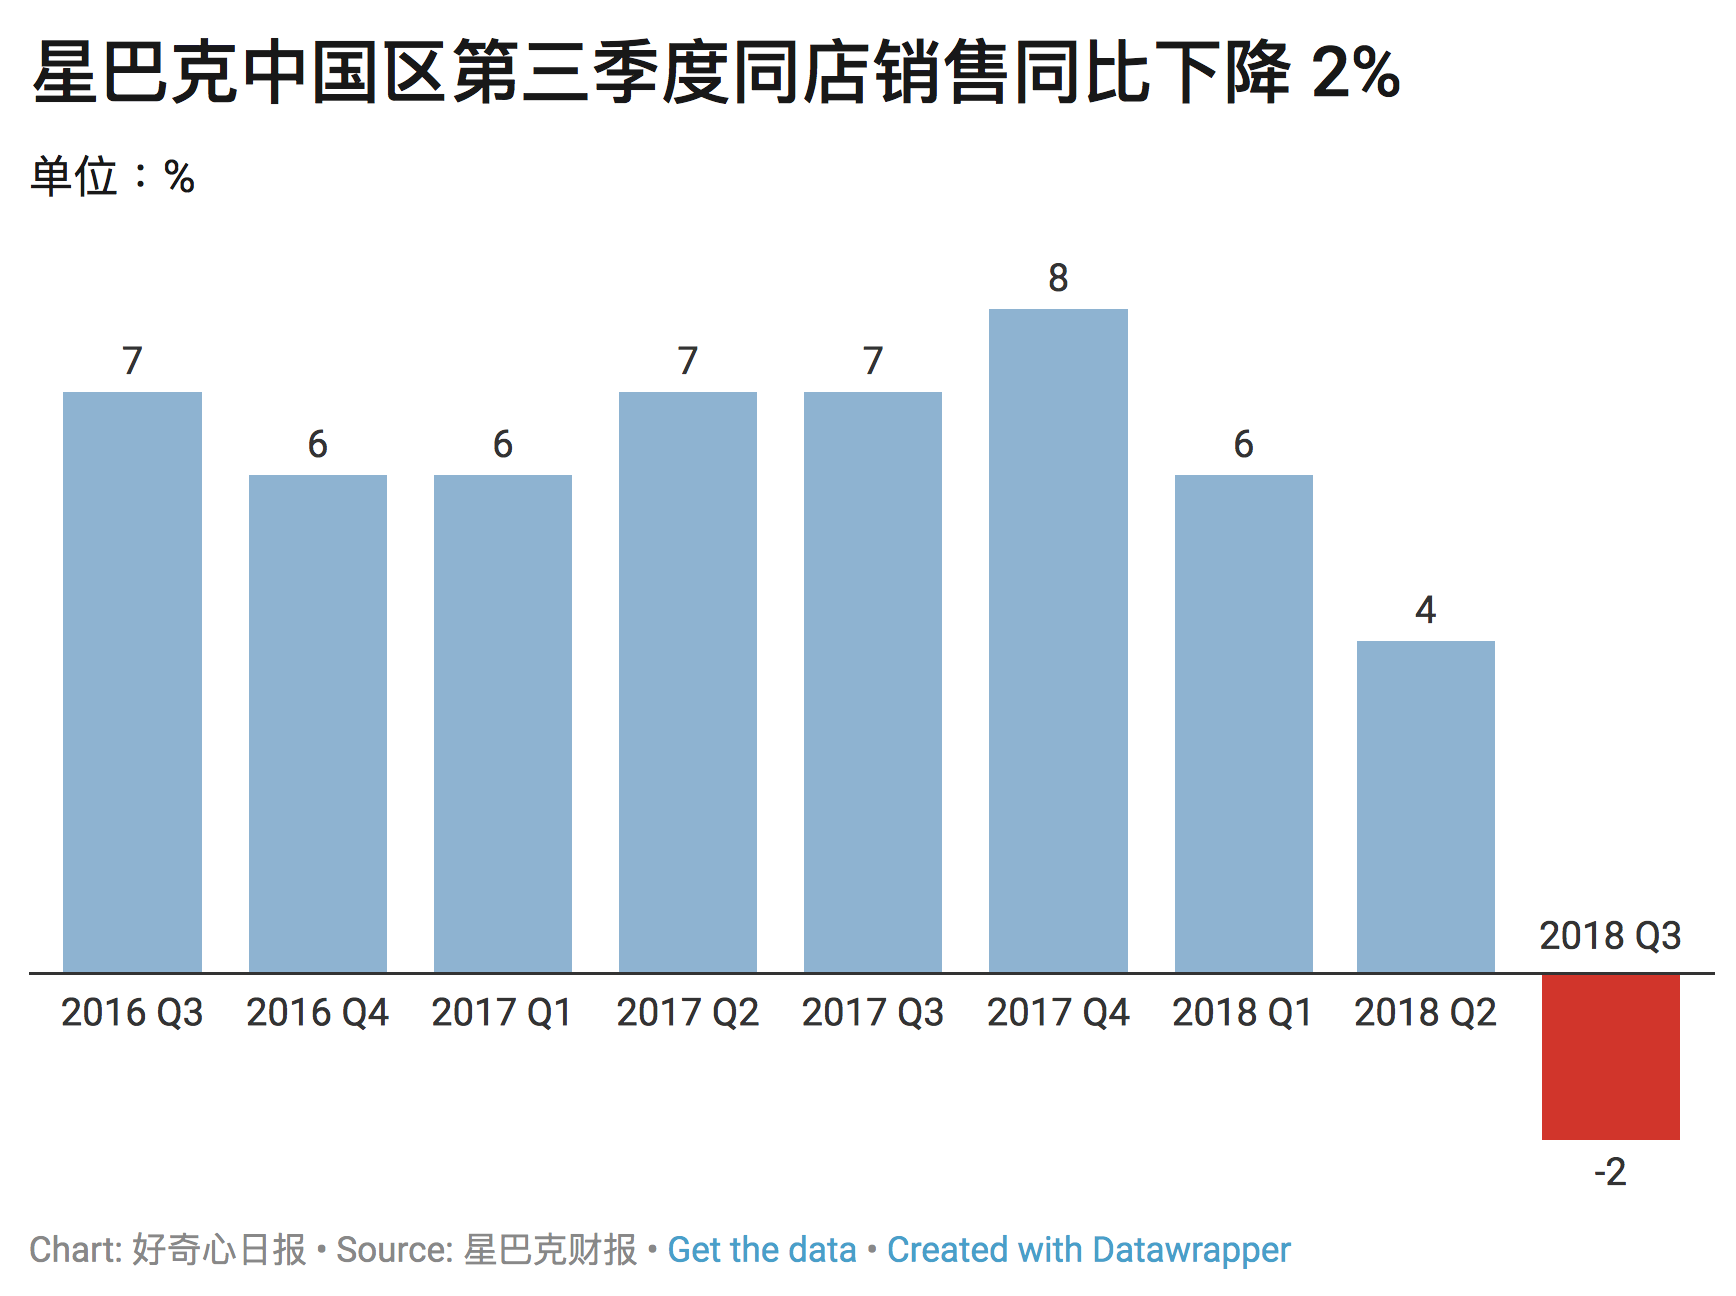 星巴克中国区第三季度同店销售同比下降 2%
单位：%
8
7
7
7
6
6
6
4
2018 Q3
2016 Q3
2016 Q4
2017 Q1
2017 Q2
2017 Q3
2017 Q4
2018 Q1
2018 Q2
-2
Chart: 好奇心日报 • Source: 星巴克财报 • Get the data • Created with Datawrapper